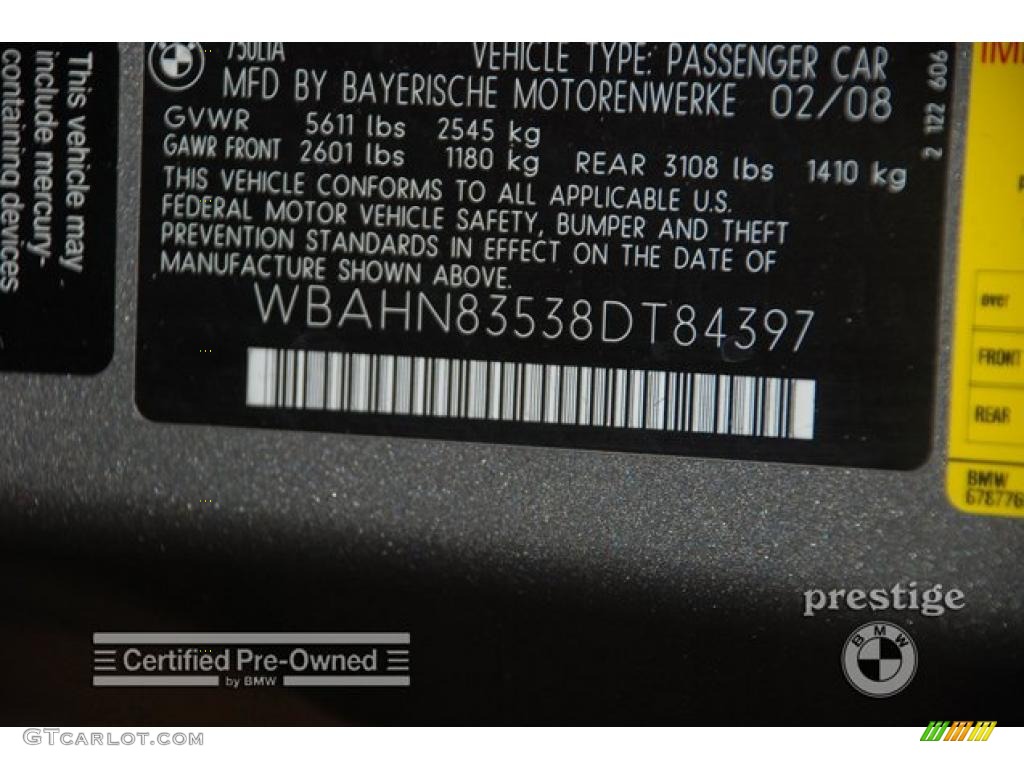 750LIA
VEHICLE TYPE: PASSENGER CAR
MFD BY BAYERISCHE MOTORENWERKE 02/08
GVWR 5611 lbs 2545 kg
GAWR FRONT 2601 lbs 1180 kg REAR 3108 lbs 1410 kg
THIS VEHICLE CONFORMS TO ALL APPLICABLE U.S.
FEDERAL MOTOR VEHICLE SAFETY, BUMPER AND THEFT
PREVENTION STANDARDS IN EFFECT ON THE DATE OF
MANUFACTURE SHOWN ABOVE.
WBAHN83538DT84397
2 122 606
This vehicle may
include mercury-
containing devices
FRONT
REAR
BMW
prestige
BMW
Certified Pre-Owned
by BMW
GTCARLOT.COM